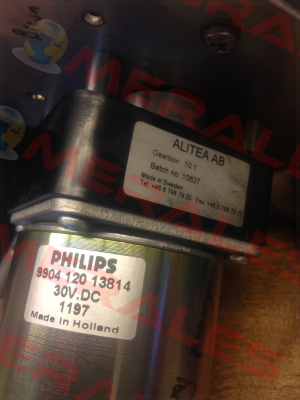 ALITEA AB
Gearbox 10:1
Batch no. 10627
Made in Sweden
PHILIPS
9904 120 13814
30V.DC
1197
Made in Holland
MERALES